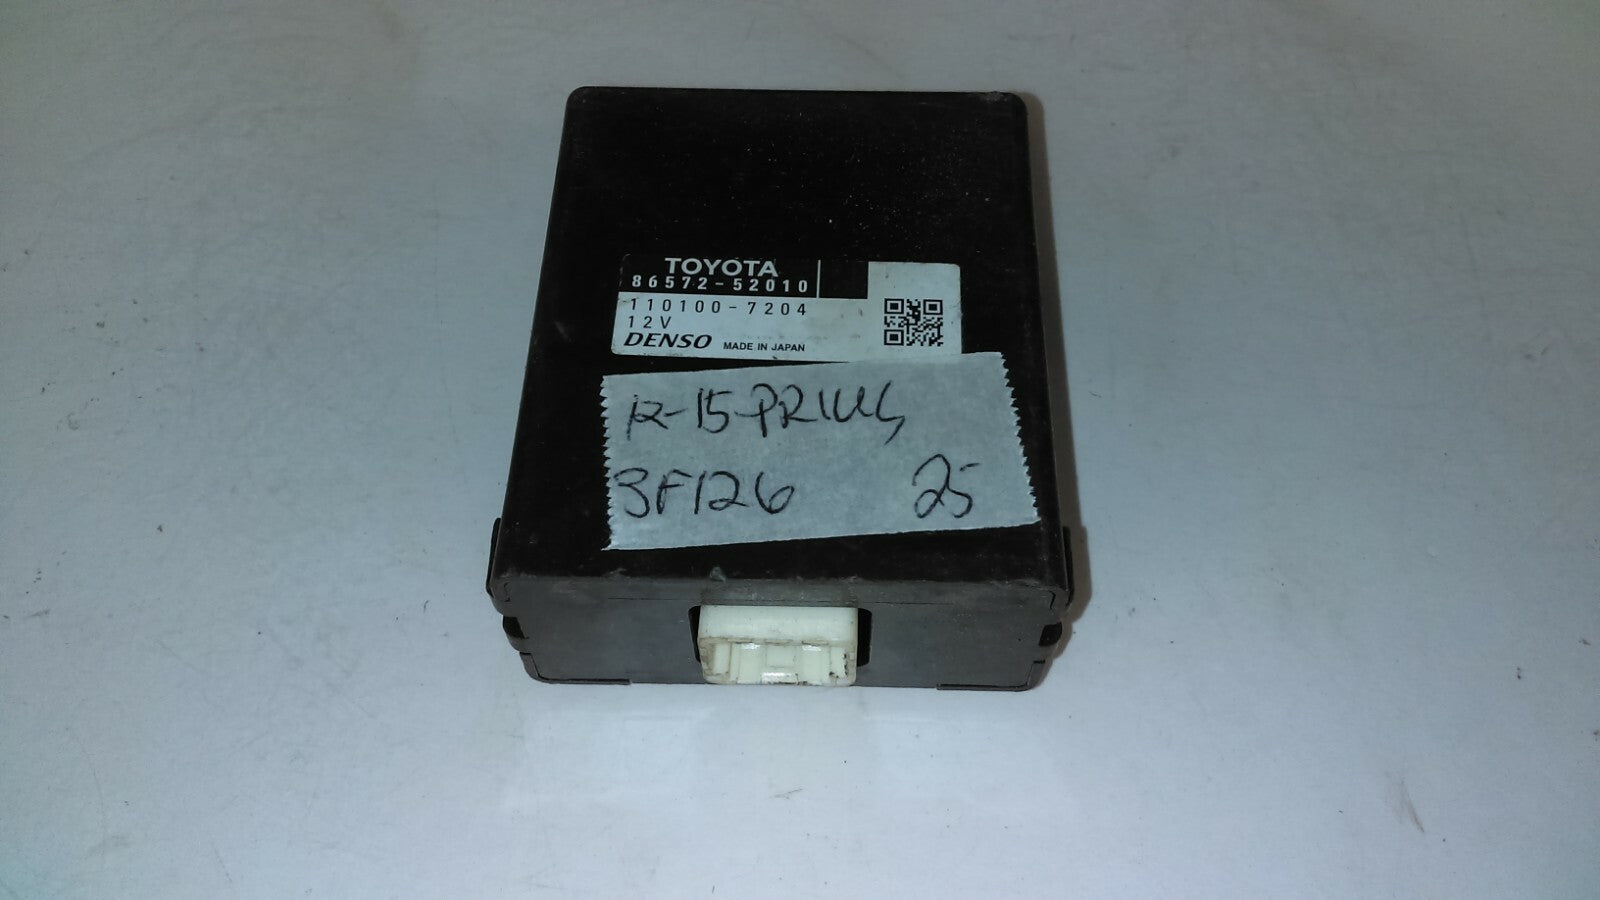 TOYOTA
86572-52010
110100-7204
12V
DENSO MADE IN JAPAN
12-15-PRIUS
3F126 25